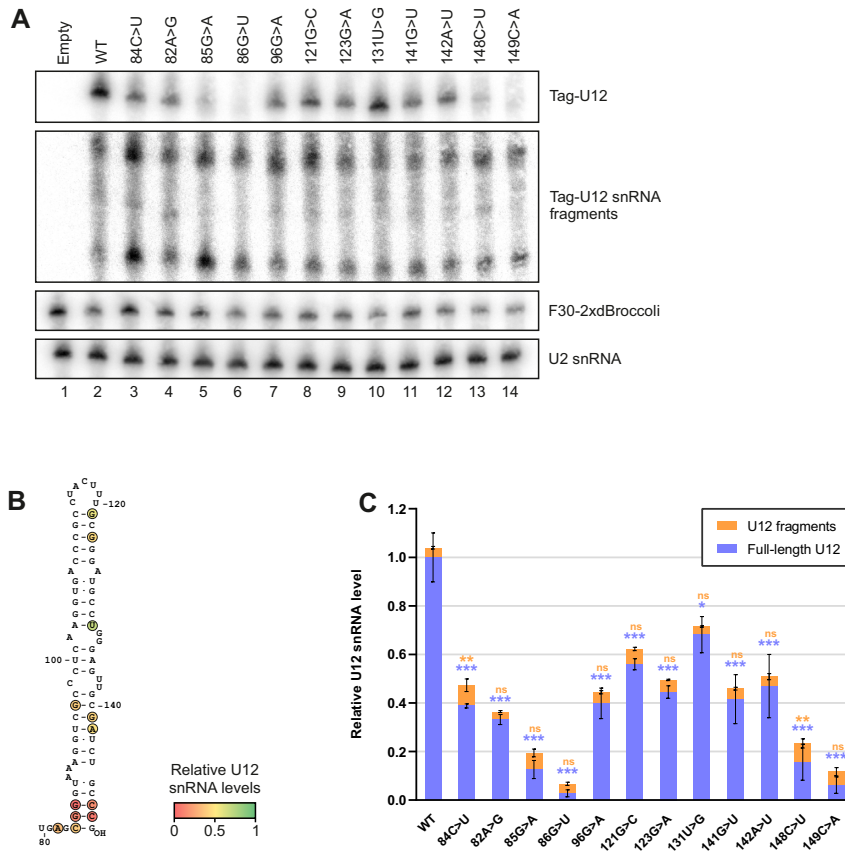 A
Empty
WT
84C>U
82A>G
85G>A
86G>U
96G>A
121G>C
123G>A
131U>G
141G>U
142A>U
148C>U
149C>A
Tag-U12
Tag-U12 snRNA
fragments
F30-2xdBroccoli
U2 snRNA
1 2 3 4 5 6 7 8 9 10 11 12 13 14
B
120
100
140
80
UGAGC
OH
Relative U12
snRNA levels
0 0.5 1
C
Relative U12 snRNA level
1.2
1.0
0.8
0.6
0.4
0.2
0.0
U12 fragments
Full-length U12
**
***
ns
***
ns
***
ns
***
ns
***
ns
***
ns
***
ns
*
ns
***
ns
***
**
***
ns
***
WT
84C>U
82A>G
85G>A
86G>U
96G>A
121G>C
123G>A
131U>G
141G>U
142A>U
148C>U
149C>A